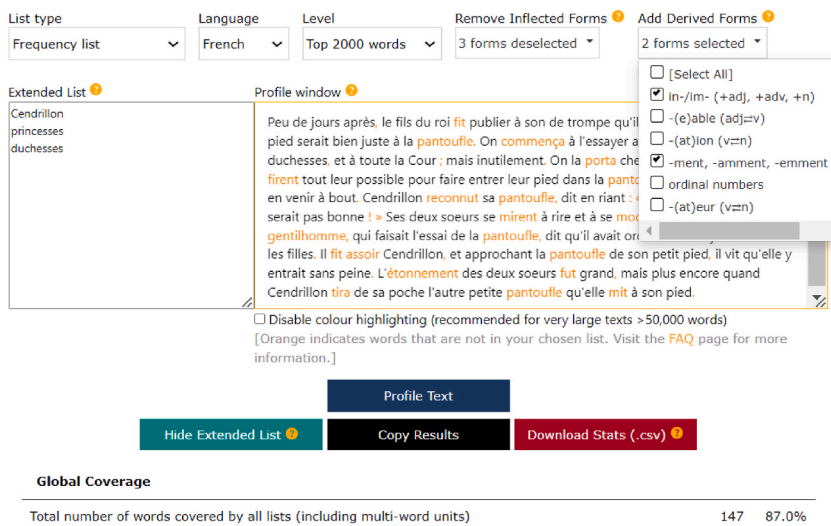 List type
Language
Level
Remove Inflected Forms ?
Add Derived Forms ?
Frequency list
French
Top 2000 words
3 forms deselected
2 forms selected
[Select All]
in-/im- (+adj, +adv, +n)
-(e)able (adj⇌v)
-(at)ion (v⇌n)
-ment, -amment, -emment
ordinal numbers
-(at)eur (v⇌n)
Extended List ?
Cendrillon
princesses
duchesses
Profile window ?
Peu de jours après, le fils du roi fit publier à son de trompe qu'il
pied serait bien juste à la pantoufle. On commença à l'essayer a
duchesses, et à toute la Cour ; mais inutilement. On la porta che
firent tout leur possible pour faire entrer leur pied dans la panto
en venir à bout. Cendrillon reconnut sa pantoufle, dit en riant : «
serait pas bonne ! » Ses deux soeurs se mirent à rire et à se moc
gentilhomme, qui faisait l'essai de la pantoufle, dit qu'il avait ord
les filles. Il fit assoir Cendrillon, et approchant la pantoufle de son petit pied, il vit qu'elle y
entrait sans peine. L'étonnement des deux soeurs fut grand, mais plus encore quand
Cendrillon tira de sa poche l'autre petite pantoufle qu'elle mit à son pied.
Disable colour highlighting (recommended for very large texts >50,000 words)
[Orange indicates words that are not in your chosen list. Visit the FAQ page for more
information.]
Profile Text
Hide Extended List ?
Copy Results
Download Stats (.csv) ?
Global Coverage
Total number of words covered by all lists (including multi-word units) 147 87.0%